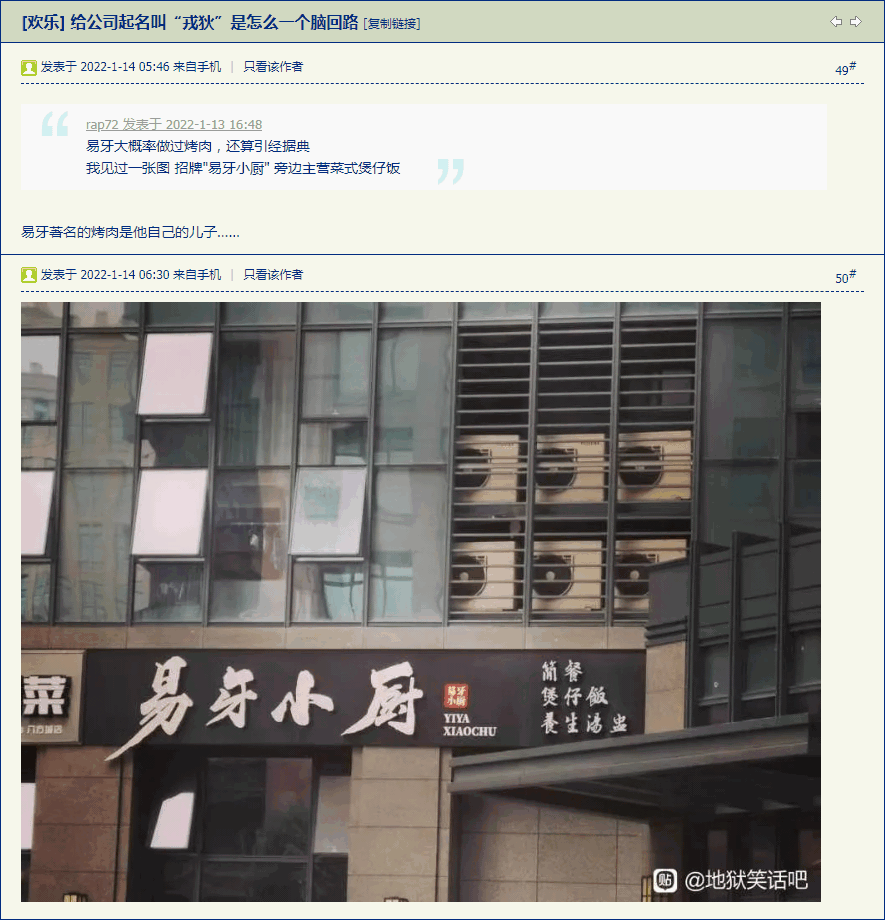 [欢乐] 给公司起名叫“戎狄”是怎么一个脑回路 [复制链接]
发表于 2022-1-14 05:46 来自手机 | 只看该作者
49#
rap72 发表于 2022-1-13 16:48
易牙大概率做过烤肉，还算引经据典
我见过一张图 招牌"易牙小厨" 旁边主营菜式煲仔饭
易牙著名的烤肉是他自己的儿子……
发表于 2022-1-14 06:30 来自手机 | 只看该作者
50#
菜
易牙小厨
易牙
小厨
YIYA
XIAOCHU
简餐
煲仔飯
養生湯盅
贴 @地狱笑话吧